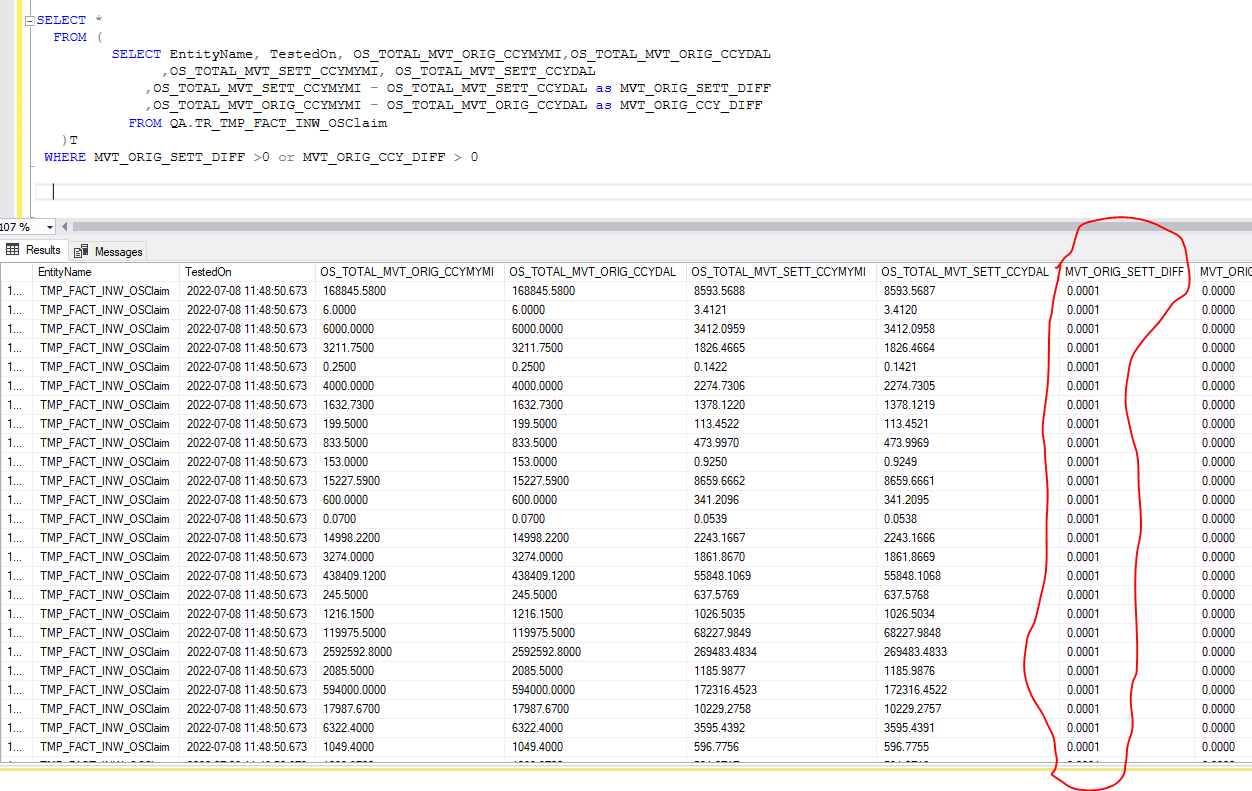 SELECT *
FROM (
SELECT EntityName, TestedOn, OS_TOTAL_MVT_ORIG_CCYMYMI,OS_TOTAL_MVT_ORIG_CCYDAL
,OS_TOTAL_MVT_SETT_CCYMYMI, OS_TOTAL_MVT_SETT_CCYDAL
,OS_TOTAL_MVT_SETT_CCYMYMI - OS_TOTAL_MVT_SETT_CCYDAL as MVT_ORIG_SETT_DIFF
,OS_TOTAL_MVT_ORIG_CCYMYMI - OS_TOTAL_MVT_ORIG_CCYDAL as MVT_ORIG_CCY_DIFF
FROM QA.TR_TMP_FACT_INW_OSClaim
)T
WHERE MVT_ORIG_SETT_DIFF >0 or MVT_ORIG_CCY_DIFF > 0
107 %
Results Messages
EntityName TestedOn OS_TOTAL_MVT_ORIG_CCYMYMI OS_TOTAL_MVT_ORIG_CCYDAL OS_TOTAL_MVT_SETT_CCYMYMI OS_TOTAL_MVT_SETT_CCYDAL MVT_ORIG_SETT_DIFF MVT_ORIG
1... TMP_FACT_INW_OSClaim 2022-07-08 11:48:50.673 168845.5800 168845.5800 8593.5688 8593.5687 0.0001 0.0000
1... TMP_FACT_INW_OSClaim 2022-07-08 11:48:50.673 6.0000 6.0000 3.4121 3.4120 0.0001 0.0000
1... TMP_FACT_INW_OSClaim 2022-07-08 11:48:50.673 6000.0000 6000.0000 3412.0959 3412.0958 0.0001 0.0000
1... TMP_FACT_INW_OSClaim 2022-07-08 11:48:50.673 3211.7500 3211.7500 1826.4665 1826.4664 0.0001 0.0000
1... TMP_FACT_INW_OSClaim 2022-07-08 11:48:50.673 0.2500 0.2500 0.1422 0.1421 0.0001 0.0000
1... TMP_FACT_INW_OSClaim 2022-07-08 11:48:50.673 4000.0000 4000.0000 2274.7306 2274.7305 0.0001 0.0000
1... TMP_FACT_INW_OSClaim 2022-07-08 11:48:50.673 1632.7300 1632.7300 1378.1220 1378.1219 0.0001 0.0000
1... TMP_FACT_INW_OSClaim 2022-07-08 11:48:50.673 199.5000 199.5000 113.4522 113.4521 0.0001 0.0000
1... TMP_FACT_INW_OSClaim 2022-07-08 11:48:50.673 833.5000 833.5000 473.9970 473.9969 0.0001 0.0000
1... TMP_FACT_INW_OSClaim 2022-07-08 11:48:50.673 153.0000 153.0000 0.9250 0.9249 0.0001 0.0000
1... TMP_FACT_INW_OSClaim 2022-07-08 11:48:50.673 15227.5900 15227.5900 8659.6662 8659.6661 0.0001 0.0000
1... TMP_FACT_INW_OSClaim 2022-07-08 11:48:50.673 600.0000 600.0000 341.2096 341.2095 0.0001 0.0000
1... TMP_FACT_INW_OSClaim 2022-07-08 11:48:50.673 0.0700 0.0700 0.0539 0.0538 0.0001 0.0000
1... TMP_FACT_INW_OSClaim 2022-07-08 11:48:50.673 14998.2200 14998.2200 2243.1667 2243.1666 0.0001 0.0000
1... TMP_FACT_INW_OSClaim 2022-07-08 11:48:50.673 3274.0000 3274.0000 1861.8670 1861.8669 0.0001 0.0000
1... TMP_FACT_INW_OSClaim 2022-07-08 11:48:50.673 438409.1200 438409.1200 55848.1069 55848.1068 0.0001 0.0000
1... TMP_FACT_INW_OSClaim 2022-07-08 11:48:50.673 245.5000 245.5000 637.5769 637.5768 0.0001 0.0000
1... TMP_FACT_INW_OSClaim 2022-07-08 11:48:50.673 1216.1500 1216.1500 1026.5035 1026.5034 0.0001 0.0000
1... TMP_FACT_INW_OSClaim 2022-07-08 11:48:50.673 119975.5000 119975.5000 68227.9849 68227.9848 0.0001 0.0000
1... TMP_FACT_INW_OSClaim 2022-07-08 11:48:50.673 2592592.8000 2592592.8000 269483.4834 269483.4833 0.0001 0.0000
1... TMP_FACT_INW_OSClaim 2022-07-08 11:48:50.673 2085.5000 2085.5000 1185.9877 1185.9876 0.0001 0.0000
1... TMP_FACT_INW_OSClaim 2022-07-08 11:48:50.673 594000.0000 594000.0000 172316.4523 172316.4522 0.0001 0.0000
1... TMP_FACT_INW_OSClaim 2022-07-08 11:48:50.673 17987.6700 17987.6700 10229.2758 10229.2757 0.0001 0.0000
1... TMP_FACT_INW_OSClaim 2022-07-08 11:48:50.673 6322.4000 6322.4000 3595.4392 3595.4391 0.0001 0.0000
1... TMP_FACT_INW_OSClaim 2022-07-08 11:48:50.673 1049.4000 1049.4000 596.7756 596.7755 0.0001 0.0000